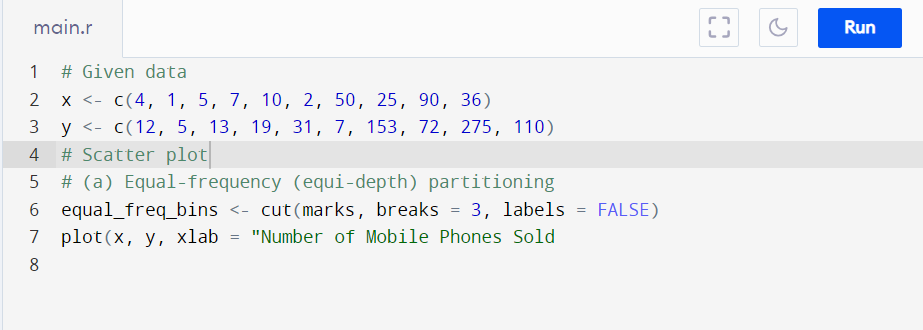 main.r
Run
1 # Given data
2 x <- c(4, 1, 5, 7, 10, 2, 50, 25, 90, 36)
3 y <- c(12, 5, 13, 19, 31, 7, 153, 72, 275, 110)
4 # Scatter plot
5 # (a) Equal-frequency (equi-depth) partitioning
6 equal_freq_bins <- cut(marks, breaks = 3, labels = FALSE)
7 plot(x, y, xlab = "Number of Mobile Phones Sold
8